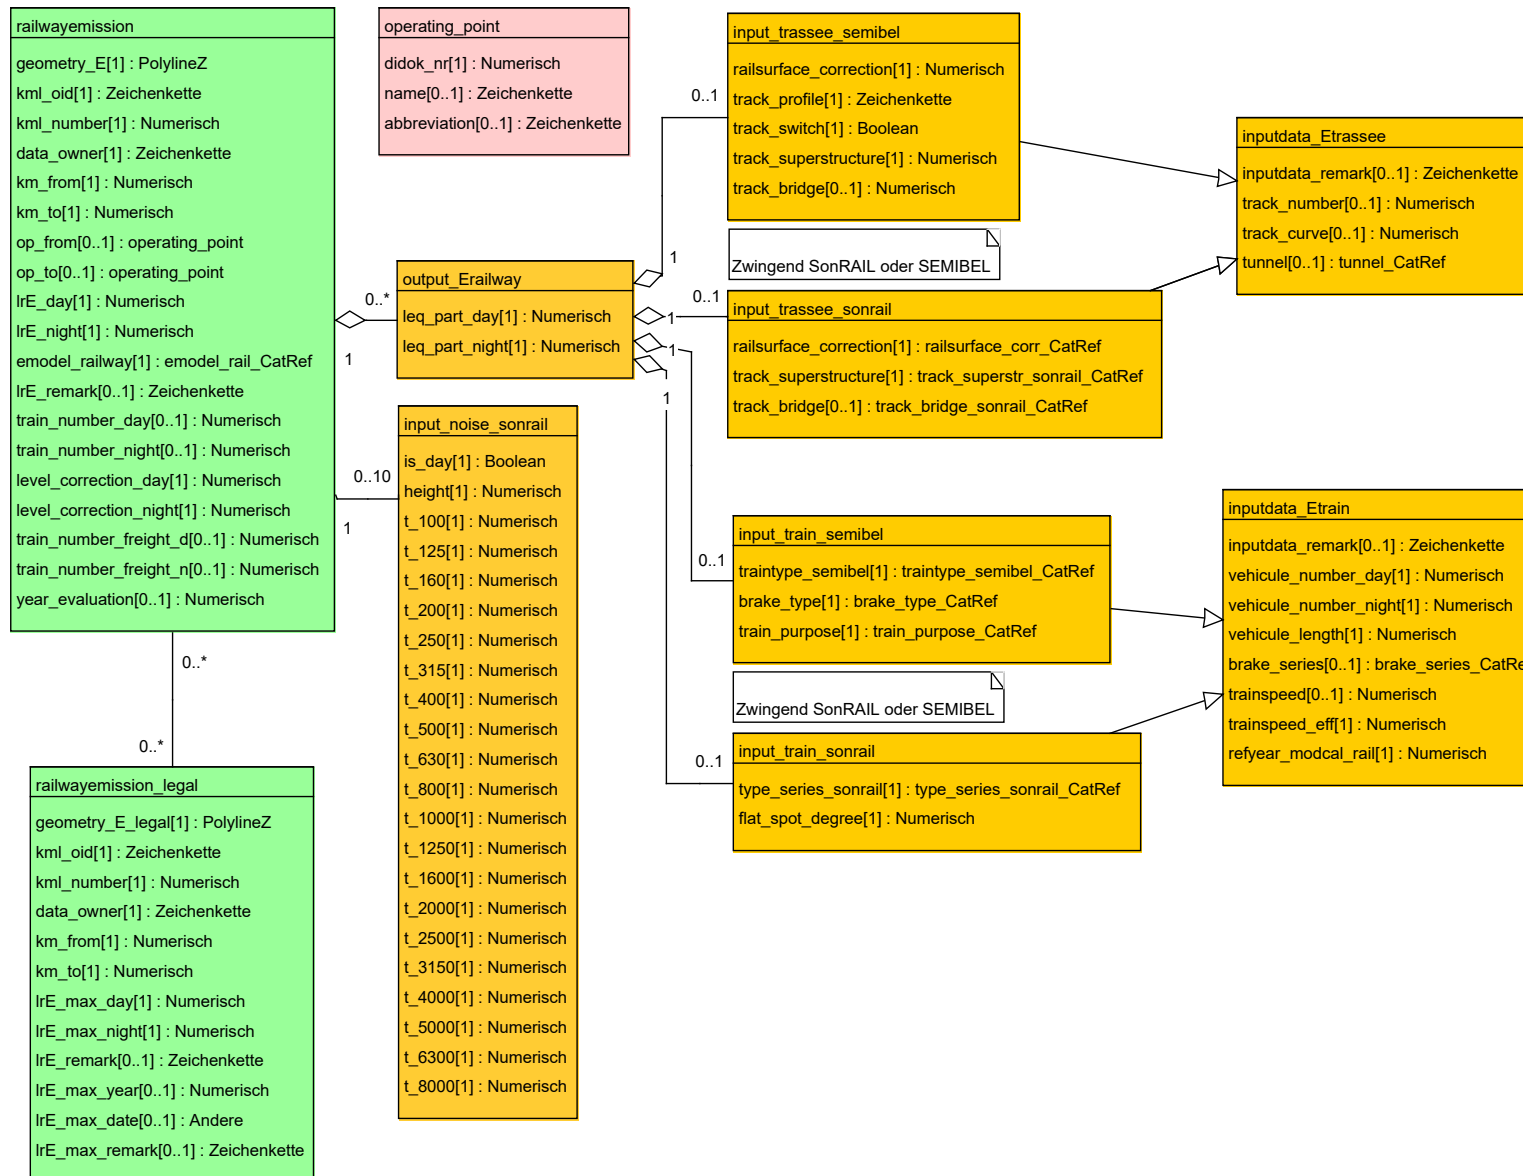 railwayemission
geometry_E[1] : PolylineZ
kml_oid[1] : Zeichenkette
kml_number[1] : Numerisch
data_owner[1] : Zeichenkette
km_from[1] : Numerisch
km_to[1] : Numerisch
op_from[0..1] : operating_point
op_to[0..1] : operating_point
lrE_day[1] : Numerisch
lrE_night[1] : Numerisch
emodel_railway[1] : emodel_rail_CatRef
lrE_remark[0..1] : Zeichenkette
train_number_day[0..1] : Numerisch
train_number_night[0..1] : Numerisch
level_correction_day[1] : Numerisch
level_correction_night[1] : Numerisch
train_number_freight_d[0..1] : Numerisch
train_number_freight_n[0..1] : Numerisch
year_evaluation[0..1] : Numerisch
0..*
0..*
railwayemission_legal
geometry_E_legal[1] : PolylineZ
kml_oid[1] : Zeichenkette
kml_number[1] : Numerisch
data_owner[1] : Zeichenkette
km_from[1] : Numerisch
km_to[1] : Numerisch
lrE_max_day[1] : Numerisch
lrE_max_night[1] : Numerisch
lrE_remark[0..1] : Zeichenkette
lrE_max_year[0..1] : Numerisch
lrE_max_date[0..1] : Andere
lrE_max_remark[0..1] : Zeichenkette
operating_point
didok_nr[1] : Numerisch
name[0..1] : Zeichenkette
abbreviation[0..1] : Zeichenkette
0..*
1
output_Erailway
leq_part_day[1] : Numerisch
leq_part_night[1] : Numerisch
0..10
1
input_noise_sonrail
is_day[1] : Boolean
height[1] : Numerisch
t_100[1] : Numerisch
t_125[1] : Numerisch
t_160[1] : Numerisch
t_200[1] : Numerisch
t_250[1] : Numerisch
t_315[1] : Numerisch
t_400[1] : Numerisch
t_500[1] : Numerisch
t_630[1] : Numerisch
t_800[1] : Numerisch
t_1000[1] : Numerisch
t_1250[1] : Numerisch
t_1600[1] : Numerisch
t_2000[1] : Numerisch
t_2500[1] : Numerisch
t_3150[1] : Numerisch
t_4000[1] : Numerisch
t_5000[1] : Numerisch
t_6300[1] : Numerisch
t_8000[1] : Numerisch
0..1
1
0..1
1
1
1
0..1
0..1
input_trassee_semibel
railsurface_correction[1] : Numerisch
track_profile[1] : Zeichenkette
track_switch[1] : Boolean
track_superstructure[1] : Numerisch
track_bridge[0..1] : Numerisch
Zwingend SonRAIL oder SEMIBEL
input_trassee_sonrail
railsurface_correction[1] : railsurface_corr_CatRef
track_superstructure[1] : track_superstr_sonrail_CatRef
track_bridge[0..1] : track_bridge_sonrail_CatRef
input_train_semibel
traintype_semibel[1] : traintype_semibel_CatRef
brake_type[1] : brake_type_CatRef
train_purpose[1] : train_purpose_CatRef
Zwingend SonRAIL oder SEMIBEL
input_train_sonrail
type_series_sonrail[1] : type_series_sonrail_CatRef
flat_spot_degree[1] : Numerisch
inputdata_Etrassee
inputdata_remark[0..1] : Zeichenkette
track_number[0..1] : Numerisch
track_curve[0..1] : Numerisch
tunnel[0..1] : tunnel_CatRef
inputdata_Etrain
inputdata_remark[0..1] : Zeichenkette
vehicule_number_day[1] : Numerisch
vehicule_number_night[1] : Numerisch
vehicule_length[1] : Numerisch
brake_series[0..1] : brake_series_CatRe
trainspeed[0..1] : Numerisch
trainspeed_eff[1] : Numerisch
refyear_modcal_rail[1] : Numerisch